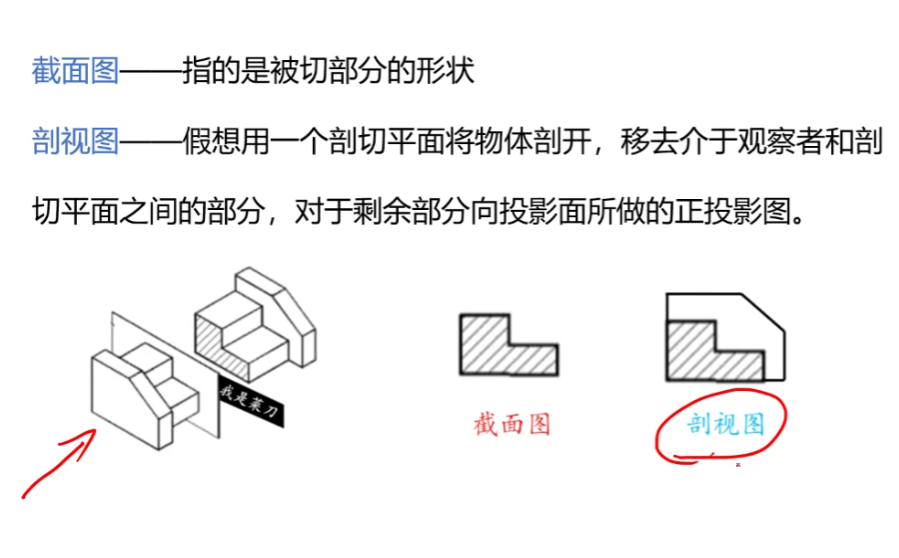 截面图——指的是被切部分的形状
剖视图——假想用一个剖切平面将物体剖开，移去介于观察者和剖
切平面之间的部分，对于剩余部分向投影面所做的正投影图。
我是菜刀
截面图
剖视图